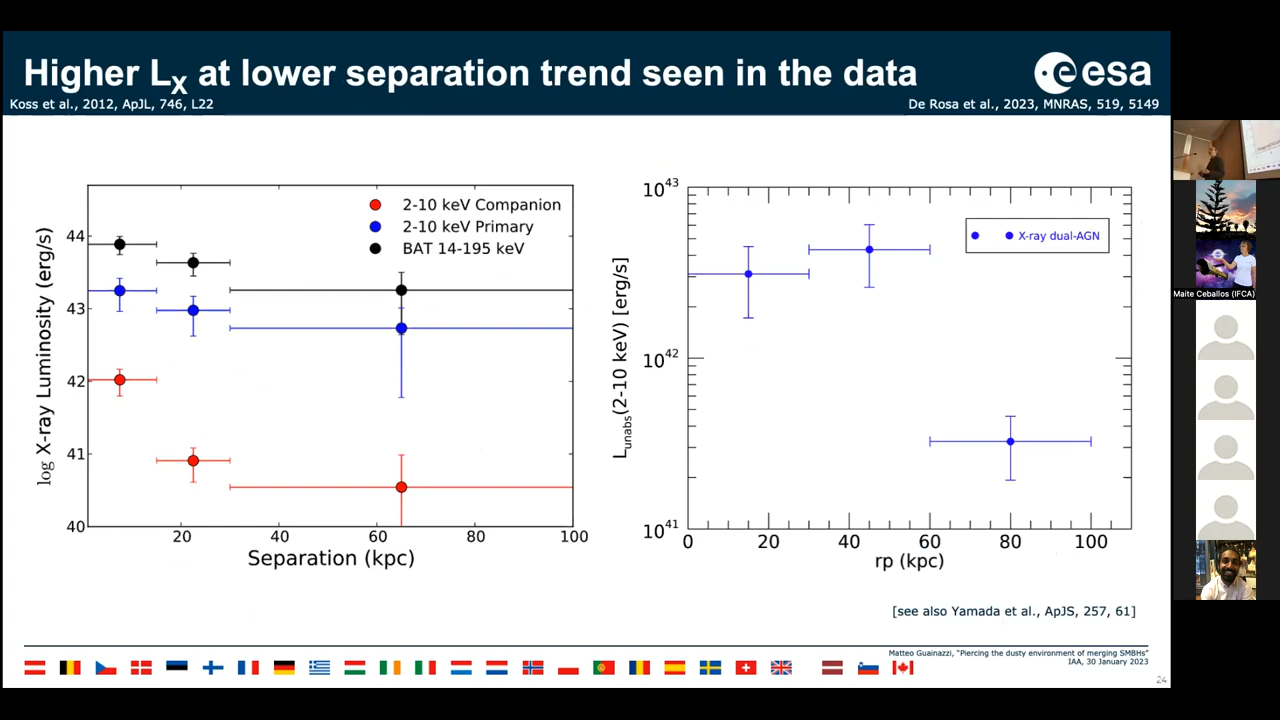 Higher LX at lower separation trend seen in the data
esa
Koss et al., 2012, ApJL, 746, L22
De Rosa et al., 2023, MNRAS, 519, 5149
2-10 keV Companion
2-10 keV Primary
BAT 14-195 keV
log X-ray Luminosity (erg/s)
44
43
42
41
40
20
40
60
80
100
Separation (kpc)
X-ray dual-AGN
Lunabs(2-10 keV) [erg/s]
10^43
10^42
10^41
0
20
40
60
80
100
rp (kpc)
[see also Yamada et al., ApJS, 257, 61]
Matteo Guainazzi, "Piercing the dusty environment of merging SMBHs"
IAA, 30 January 2023
24
Maite Ceballos (IFCA)